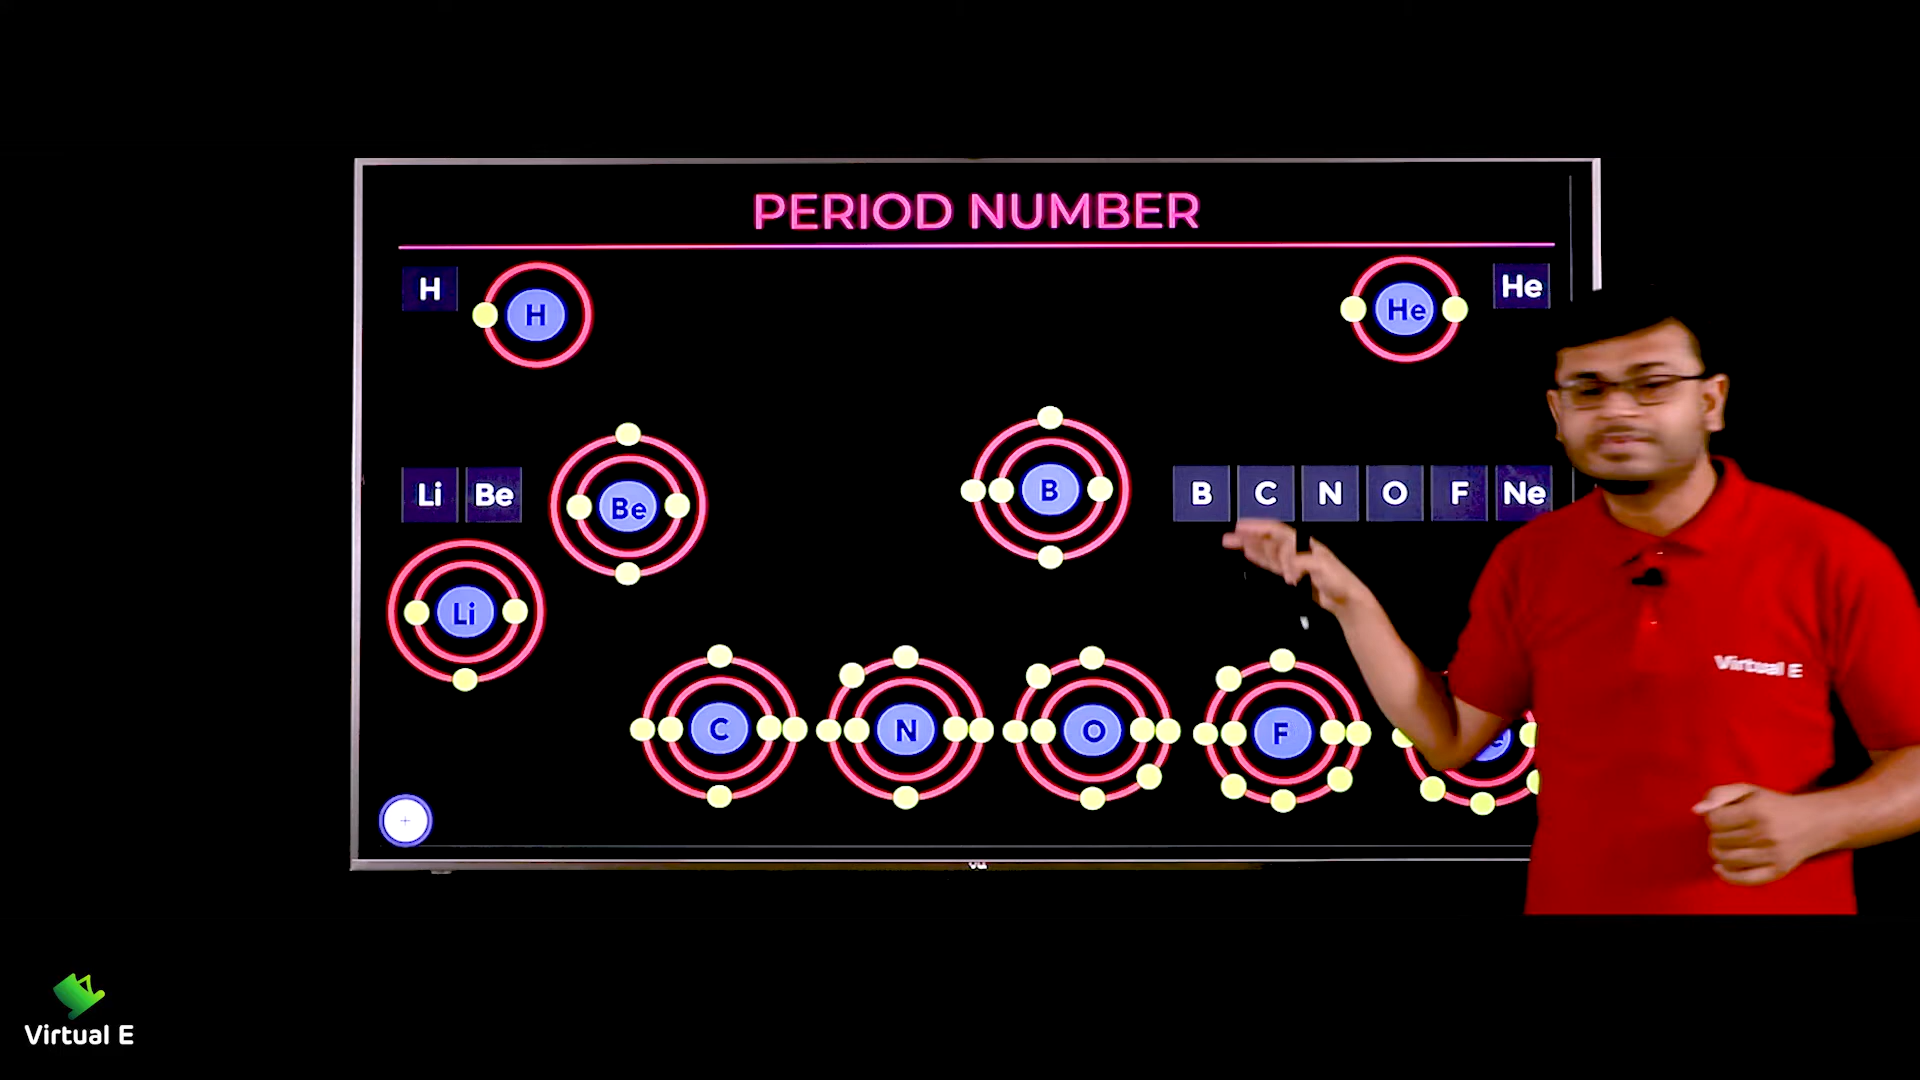 PERIOD NUMBER
H H He He
Be B
Li Be B C N O F Ne
Li
C N O F
Virtual E
Virtual E